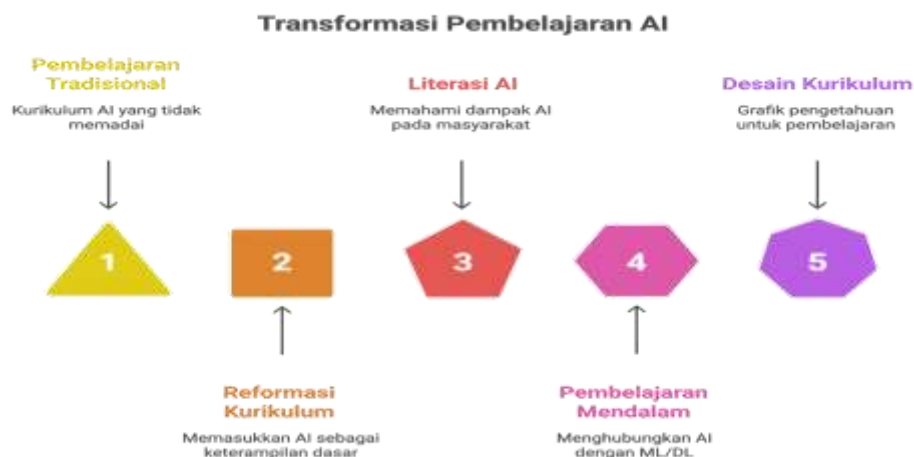 Transformasi Pembelajaran AI
Pembelajaran
Tradisional
Kurikulum AI yang tidak
memadai
Literasi AI
Memahami dampak AI
pada masyarakat
Desain Kurikulum
Grafik pengetahuan
untuk pembelajaran
1
2
3
4
5
Reformasi
Kurikulum
Memasukkan AI sebagai
keterampilan dasar
Pembelajaran
Mendalam
Menghubungkan AI
dengan ML/DL